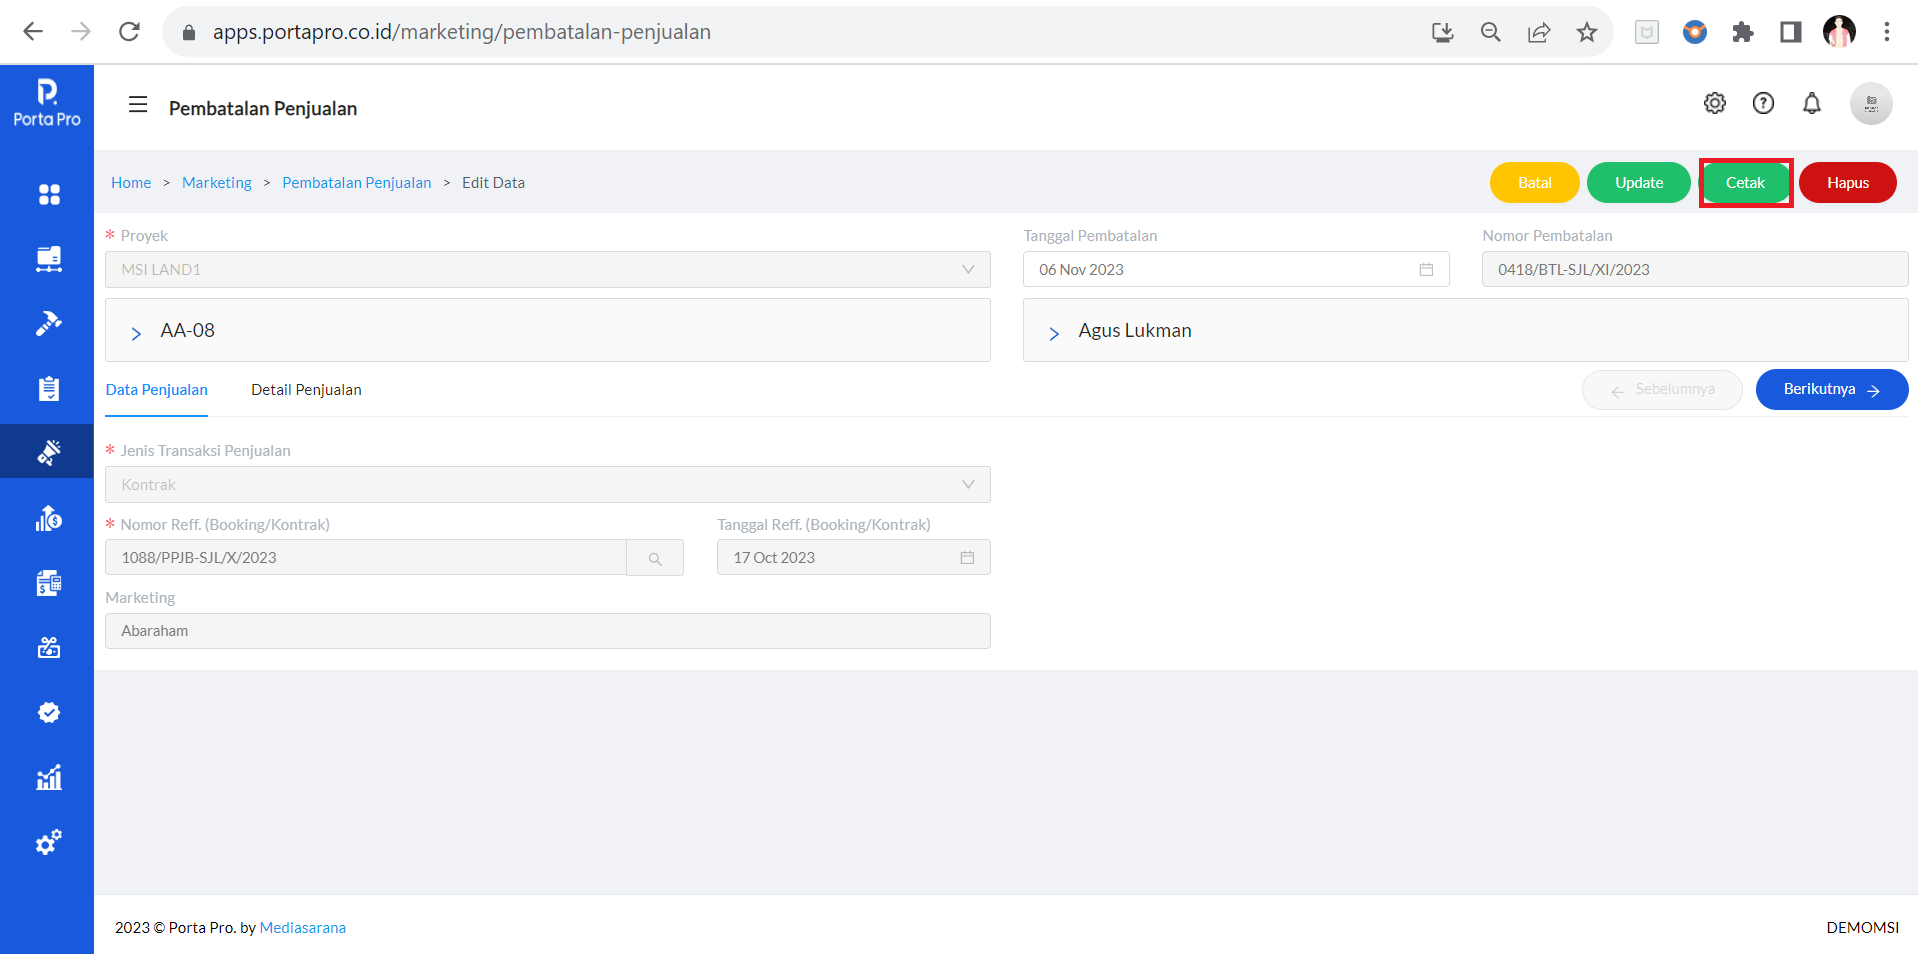 apps.portapro.co.id/marketing/pembatalan-penjualan
Porta Pro
Pembatalan Penjualan
Home > Marketing > Pembatalan Penjualan > Edit Data
Batal
Update
Cetak
Hapus
* Proyek
Tanggal Pembatalan
Nomor Pembatalan
MSI LAND1
06 Nov 2023
0418/BTL-SJL/XI/2023
AA-08
Agus Lukman
Data Penjualan
Detail Penjualan
Sebelumnya
Berikutnya
* Jenis Transaksi Penjualan
Kontrak
* Nomor Reff. (Booking/Kontrak)
Tanggal Reff. (Booking/Kontrak)
1088/PPJB-SJL/X/2023
17 Oct 2023
Marketing
Abaraham
2023 © Porta Pro. by Mediasarana
DEMOMSI